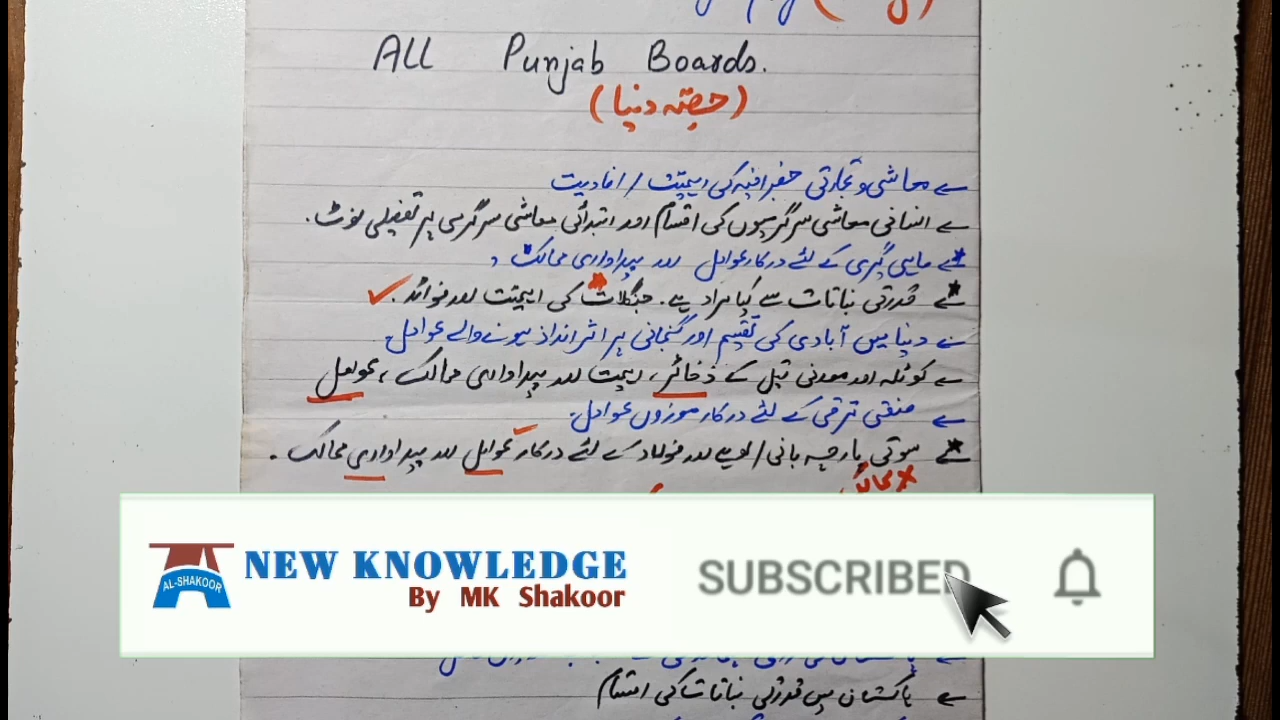 ALL Punjab Boards.
(حصّہ دنیا)
معاشی و تجارتی جغرافیہ کی اہمیّت / افادیت
انسانی معاشی سرگرمیوں کی اقسام اور ابتدائی معاشی سرگرمی پر تفصیلی نوٹ۔
ماہی گیری کے لئے درکار عوامل اور پیداواری ممالک
قدرتی نباتات سے کیا مراد ہے۔ جنگلات کی اہمیّت اور فوائد۔
دنیا میں آبادی کی تقسیم اور گنجانی پر اثر انداز ہونے والے عوامل۔
کوئلہ اور معدنی تیل کے ذخائر، اہمیت اور پیداواری ممالک، عوامل
صنعتی ترقی کے لئے درکار موزوں عوامل۔
سوتی پارچہ بانی / لوہے اور فولاد کے لئے درکار عوامل اور پیداواری ممالک۔
AL-SHAKOOR
NEW KNOWLEDGE
By MK Shakoor
SUBSCRIBED
پاکستان میں قدرتی نباتات کی اقسام